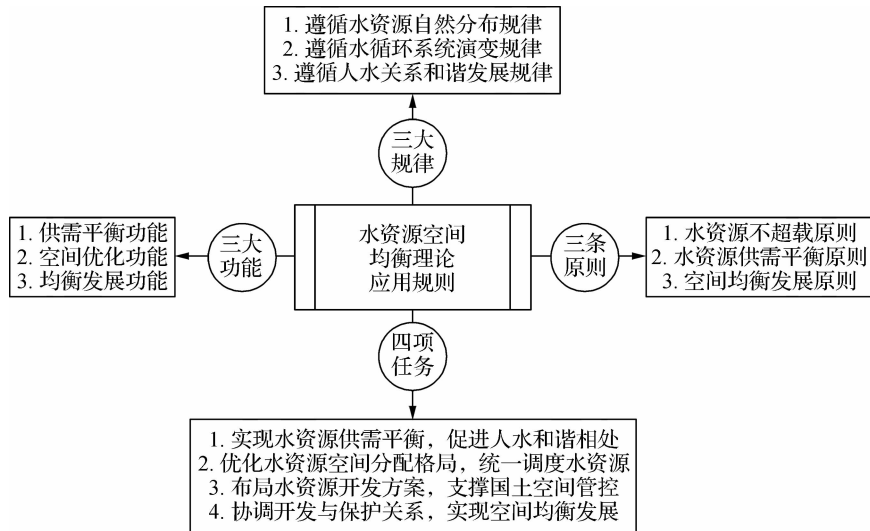 1. 遵循水资源自然分布规律
2. 遵循水循环系统演变规律
3. 遵循人水关系和谐发展规律
三大
规律
1. 供需平衡功能
2. 空间优化功能
3. 均衡发展功能
三大
功能
水资源空间
均衡理论
应用规则
三条
原则
1. 水资源不超载原则
2. 水资源供需平衡原则
3. 空间均衡发展原则
四项
任务
1. 实现水资源供需平衡，促进人水和谐相处
2. 优化水资源空间分配格局，统一调度水资源
3. 布局水资源开发方案，支撑国土空间管控
4. 协调开发与保护关系，实现空间均衡发展